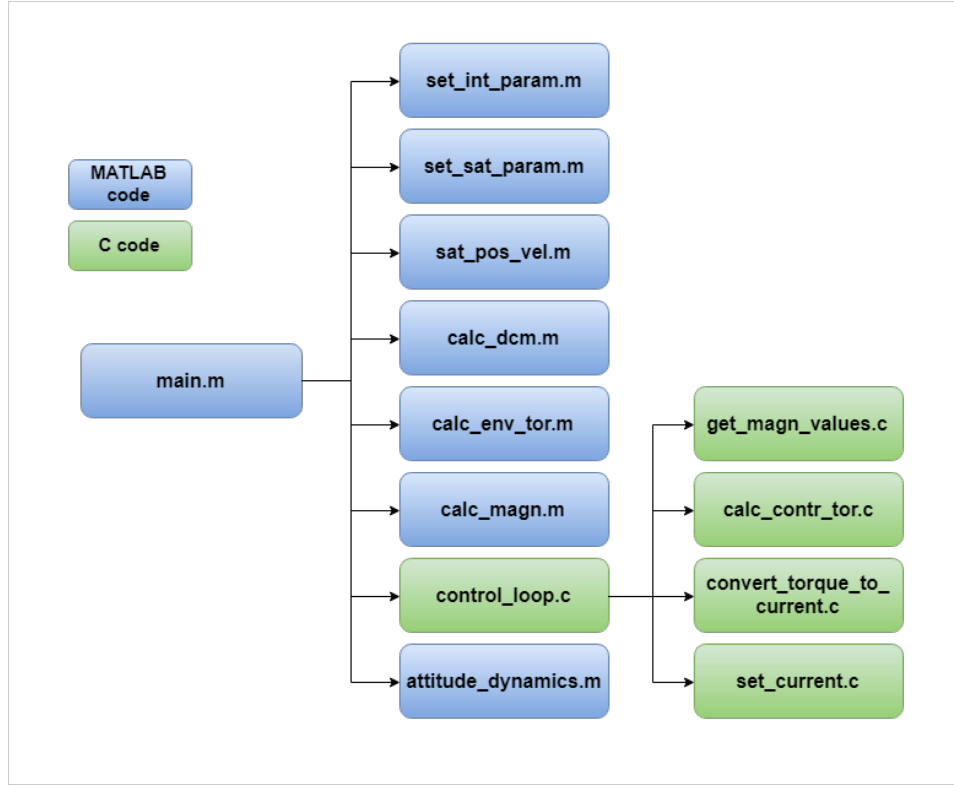 set_int_param.m
set_sat_param.m
MATLAB
code
C code
sat_pos_vel.m
calc_dcm.m
main.m
calc_env_tor.m
get_magn_values.c
calc_magn.m
calc_contr_tor.c
control_loop.c
convert_torque_to_
current.c
attitude_dynamics.m
set_current.c